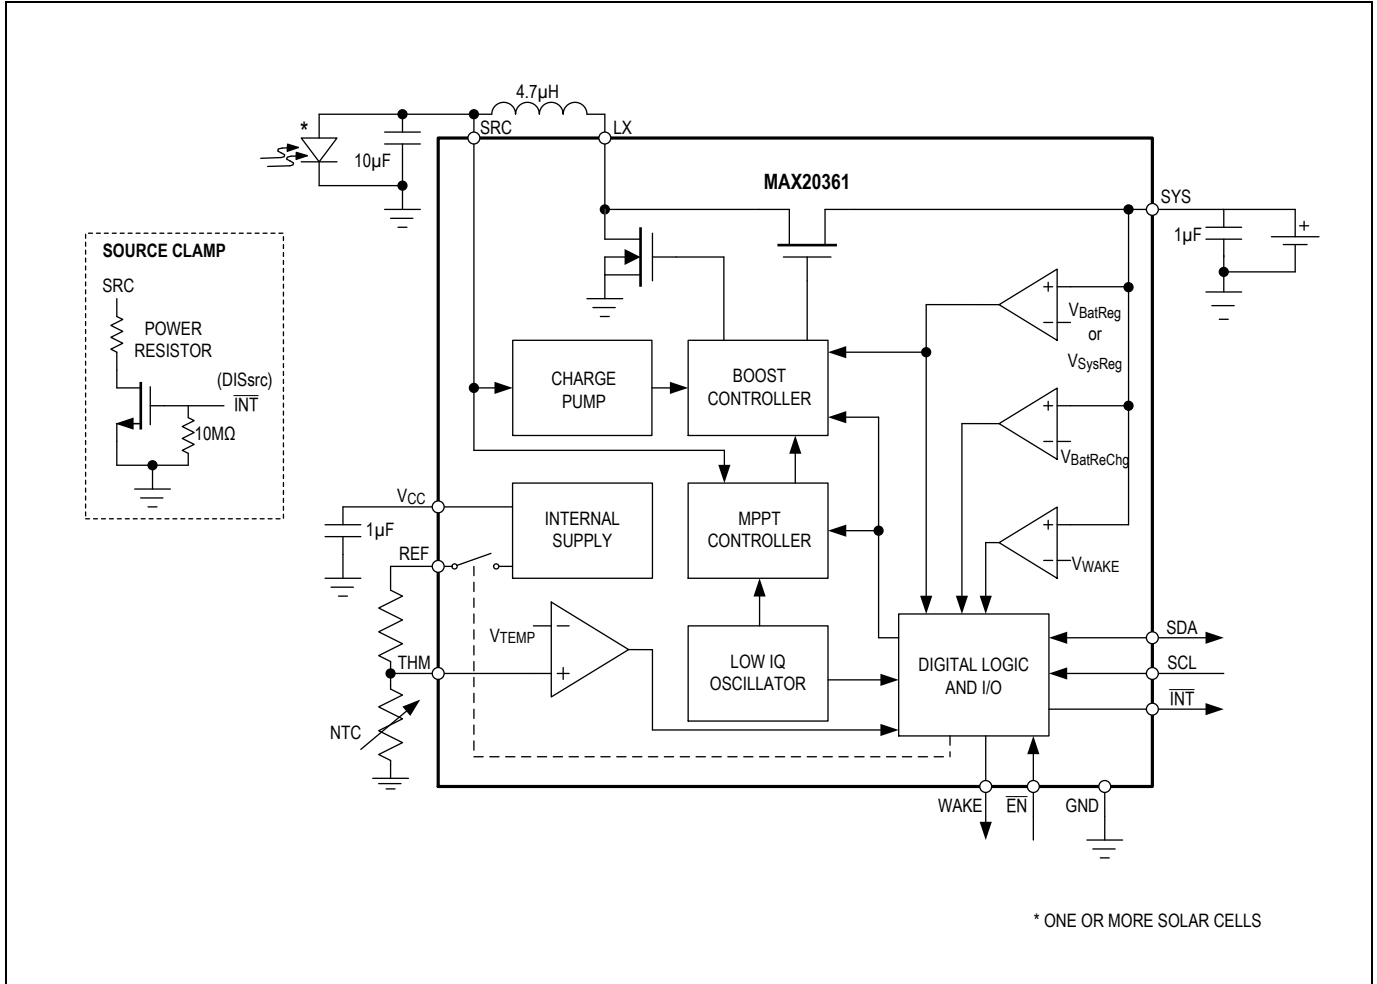 4.7µH
SRC
LX
*
10µF
MAX20361
SYS
1µF
+
SOURCE CLAMP
SRC
POWER
RESISTOR
(DISsrc)
INT
10MΩ
+
−
VBatReg
or
VSysReg
CHARGE
PUMP
BOOST
CONTROLLER
+
−
VBatReChg
VCC
1µF
INTERNAL
SUPPLY
MPPT
CONTROLLER
+
−
VWAKE
REF
VTEMP
−
+
THM
LOW IQ
OSCILLATOR
DIGITAL LOGIC
AND I/O
SDA
SCL
INT
NTC
WAKE
EN
GND
* ONE OR MORE SOLAR CELLS